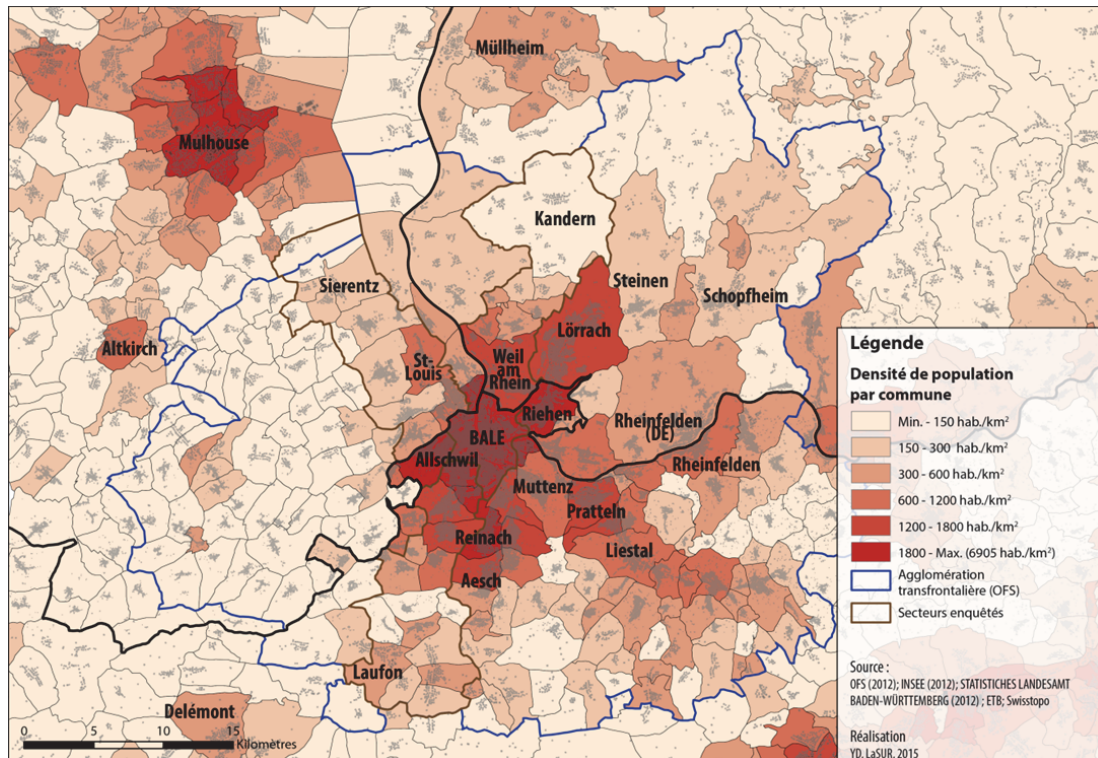 Müllheim
Mulhouse
Kandern
Sierentz
Steinen
Schopfheim
Lörrach
Altkirch
St-
Louis
Weil
am
Rhein
Riehen
BALE
Rheinfelden
(DE)
Allschwil
Rheinfelden
Muttenz
Pratteln
Reinach
Liestal
Aesch
Laufon
Delémont
0 5 10 15
Kilomètres
Légende
Densité de population
par commune
Min. - 150 hab./km²
150 - 300 hab./km²
300 - 600 hab./km²
600 - 1200 hab./km²
1200 - 1800 hab./km²
1800 - Max. (6905 hab./km²)
Agglomération
transfrontalière (OFS)
Secteurs enquêtés
Source :
OFS (2012); INSEE (2012); STATISTICHES LANDESAMT
BADEN-WÜRTTEMBERG (2012) ; ETB; Swisstopo
Réalisation
YD, LaSUR, 2015